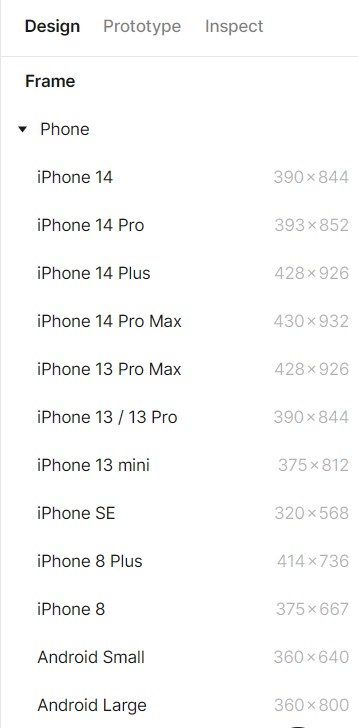 Design Prototype Inspect
Frame
Phone
iPhone 14 390×844
iPhone 14 Pro 393×852
iPhone 14 Plus 428×926
iPhone 14 Pro Max 430×932
iPhone 13 Pro Max 428×926
iPhone 13 / 13 Pro 390×844
iPhone 13 mini 375×812
iPhone SE 320×568
iPhone 8 Plus 414×736
iPhone 8 375×667
Android Small 360×640
Android Large 360×800